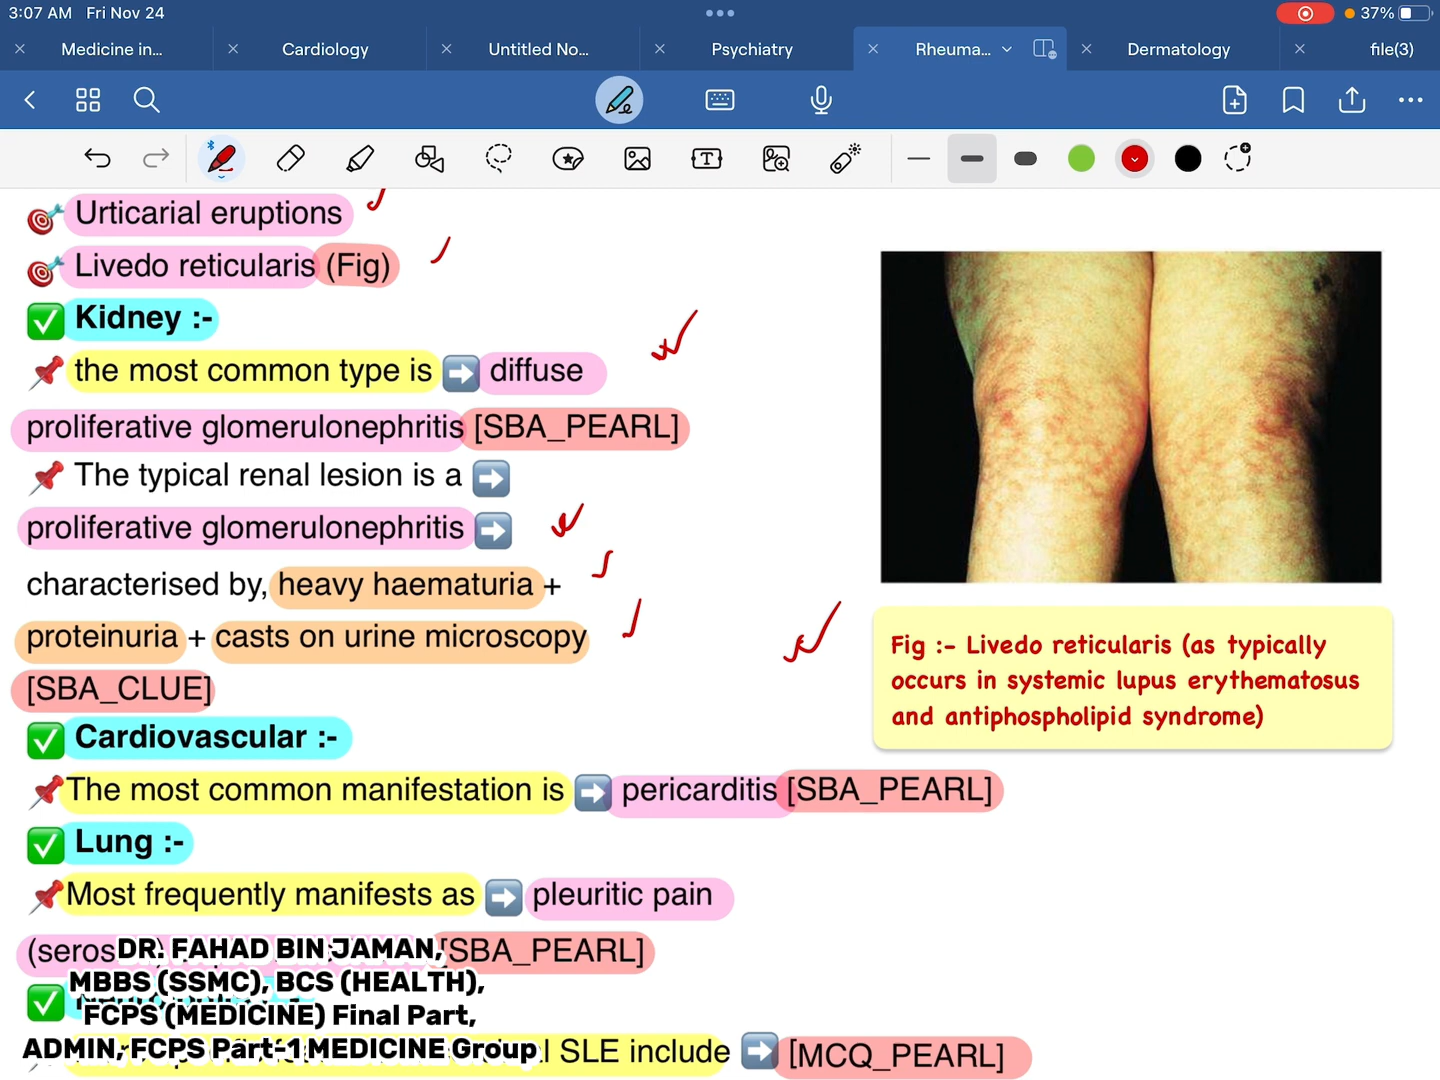 3:07 AM Fri Nov 24
37%
Medicine in...
Cardiology
Untitled No...
Psychiatry
Rheuma...
Dermatology
file(3)
Urticarial eruptions
Livedo reticularis (Fig)
Kidney :-
the most common type is ➡ diffuse
proliferative glomerulonephritis [SBA_PEARL]
The typical renal lesion is a ➡
proliferative glomerulonephritis ➡
characterised by, heavy haematuria +
proteinuria + casts on urine microscopy
[SBA_CLUE]
Cardiovascular :-
The most common manifestation is ➡ pericarditis [SBA_PEARL]
Lung :-
Most frequently manifests as ➡ pleuritic pain
(seros
[SBA_PEARL]
SLE include ➡ [MCQ_PEARL]
Fig :- Livedo reticularis (as typically
occurs in systemic lupus erythematosus
and antiphospholipid syndrome)
DR. FAHAD BIN JAMAN,
MBBS (SSMC), BCS (HEALTH),
FCPS (MEDICINE) Final Part,
ADMIN, FCPS Part-1 MEDICINE Group